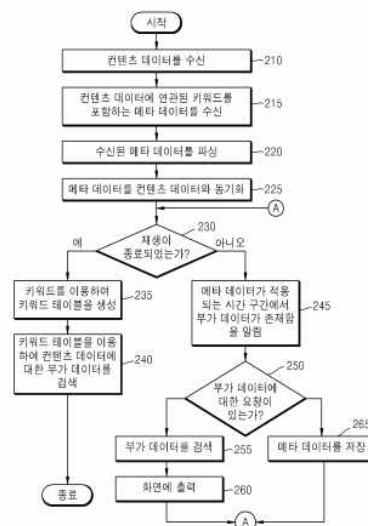 시작
컨텐츠 데이터를 수신
210
컨텐츠 데이터에 연관된 키워드를
포함하는 메타 데이터를 수신
215
수신된 메타 데이터를 파싱
220
메타 데이터를 컨텐츠 데이터와 동기화
225
A
230
재생이
종료되었는가?
예
아니오
키워드를 이용하여
키워드 테이블을 생성
235
키워드 테이블을 이용
하여 컨텐츠 데이터에
대한 부가 데이터를
검색
240
종료
메타 데이터가 적용
되는 시간 구간에서
부가 데이터가 존재함
을 알림
245
250
부가 데이터에
대한 요청이
있는가?
부가 데이터를 검색
255
화면에 출력
260
265
메타 데이터를 저장
A